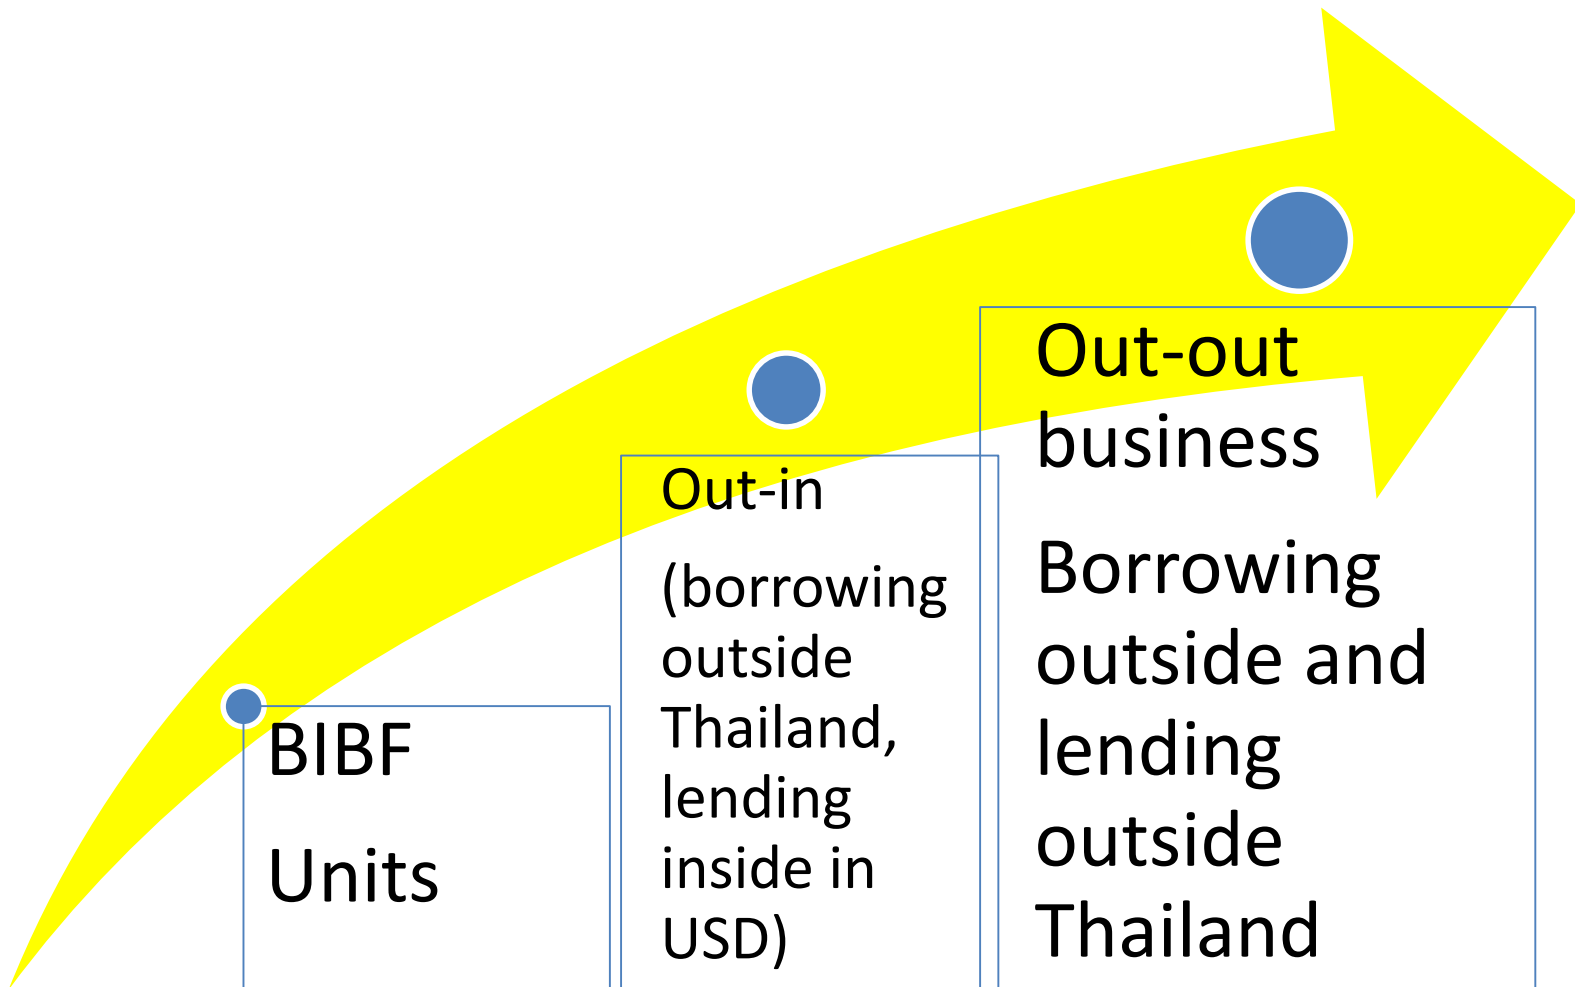 BIBF
Units
Out-in
(borrowing
outside
Thailand,
lending
inside in
USD)
Out-out
business
Borrowing
outside and
lending
outside
Thailand